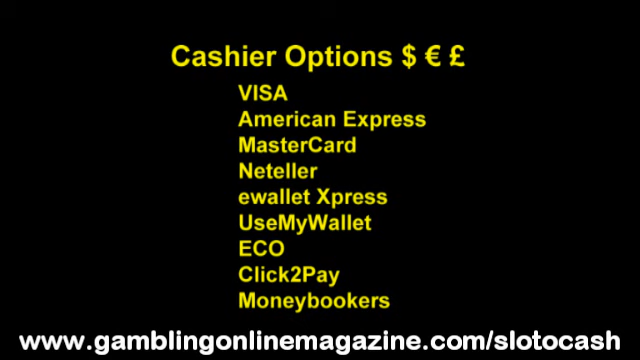 Cashier Options $ € £
VISA
American Express
MasterCard
Neteller
ewallet Xpress
UseMyWallet
ECO
Click2Pay
Moneybookers
www.gamblingonlinemagazine.com/slotocash